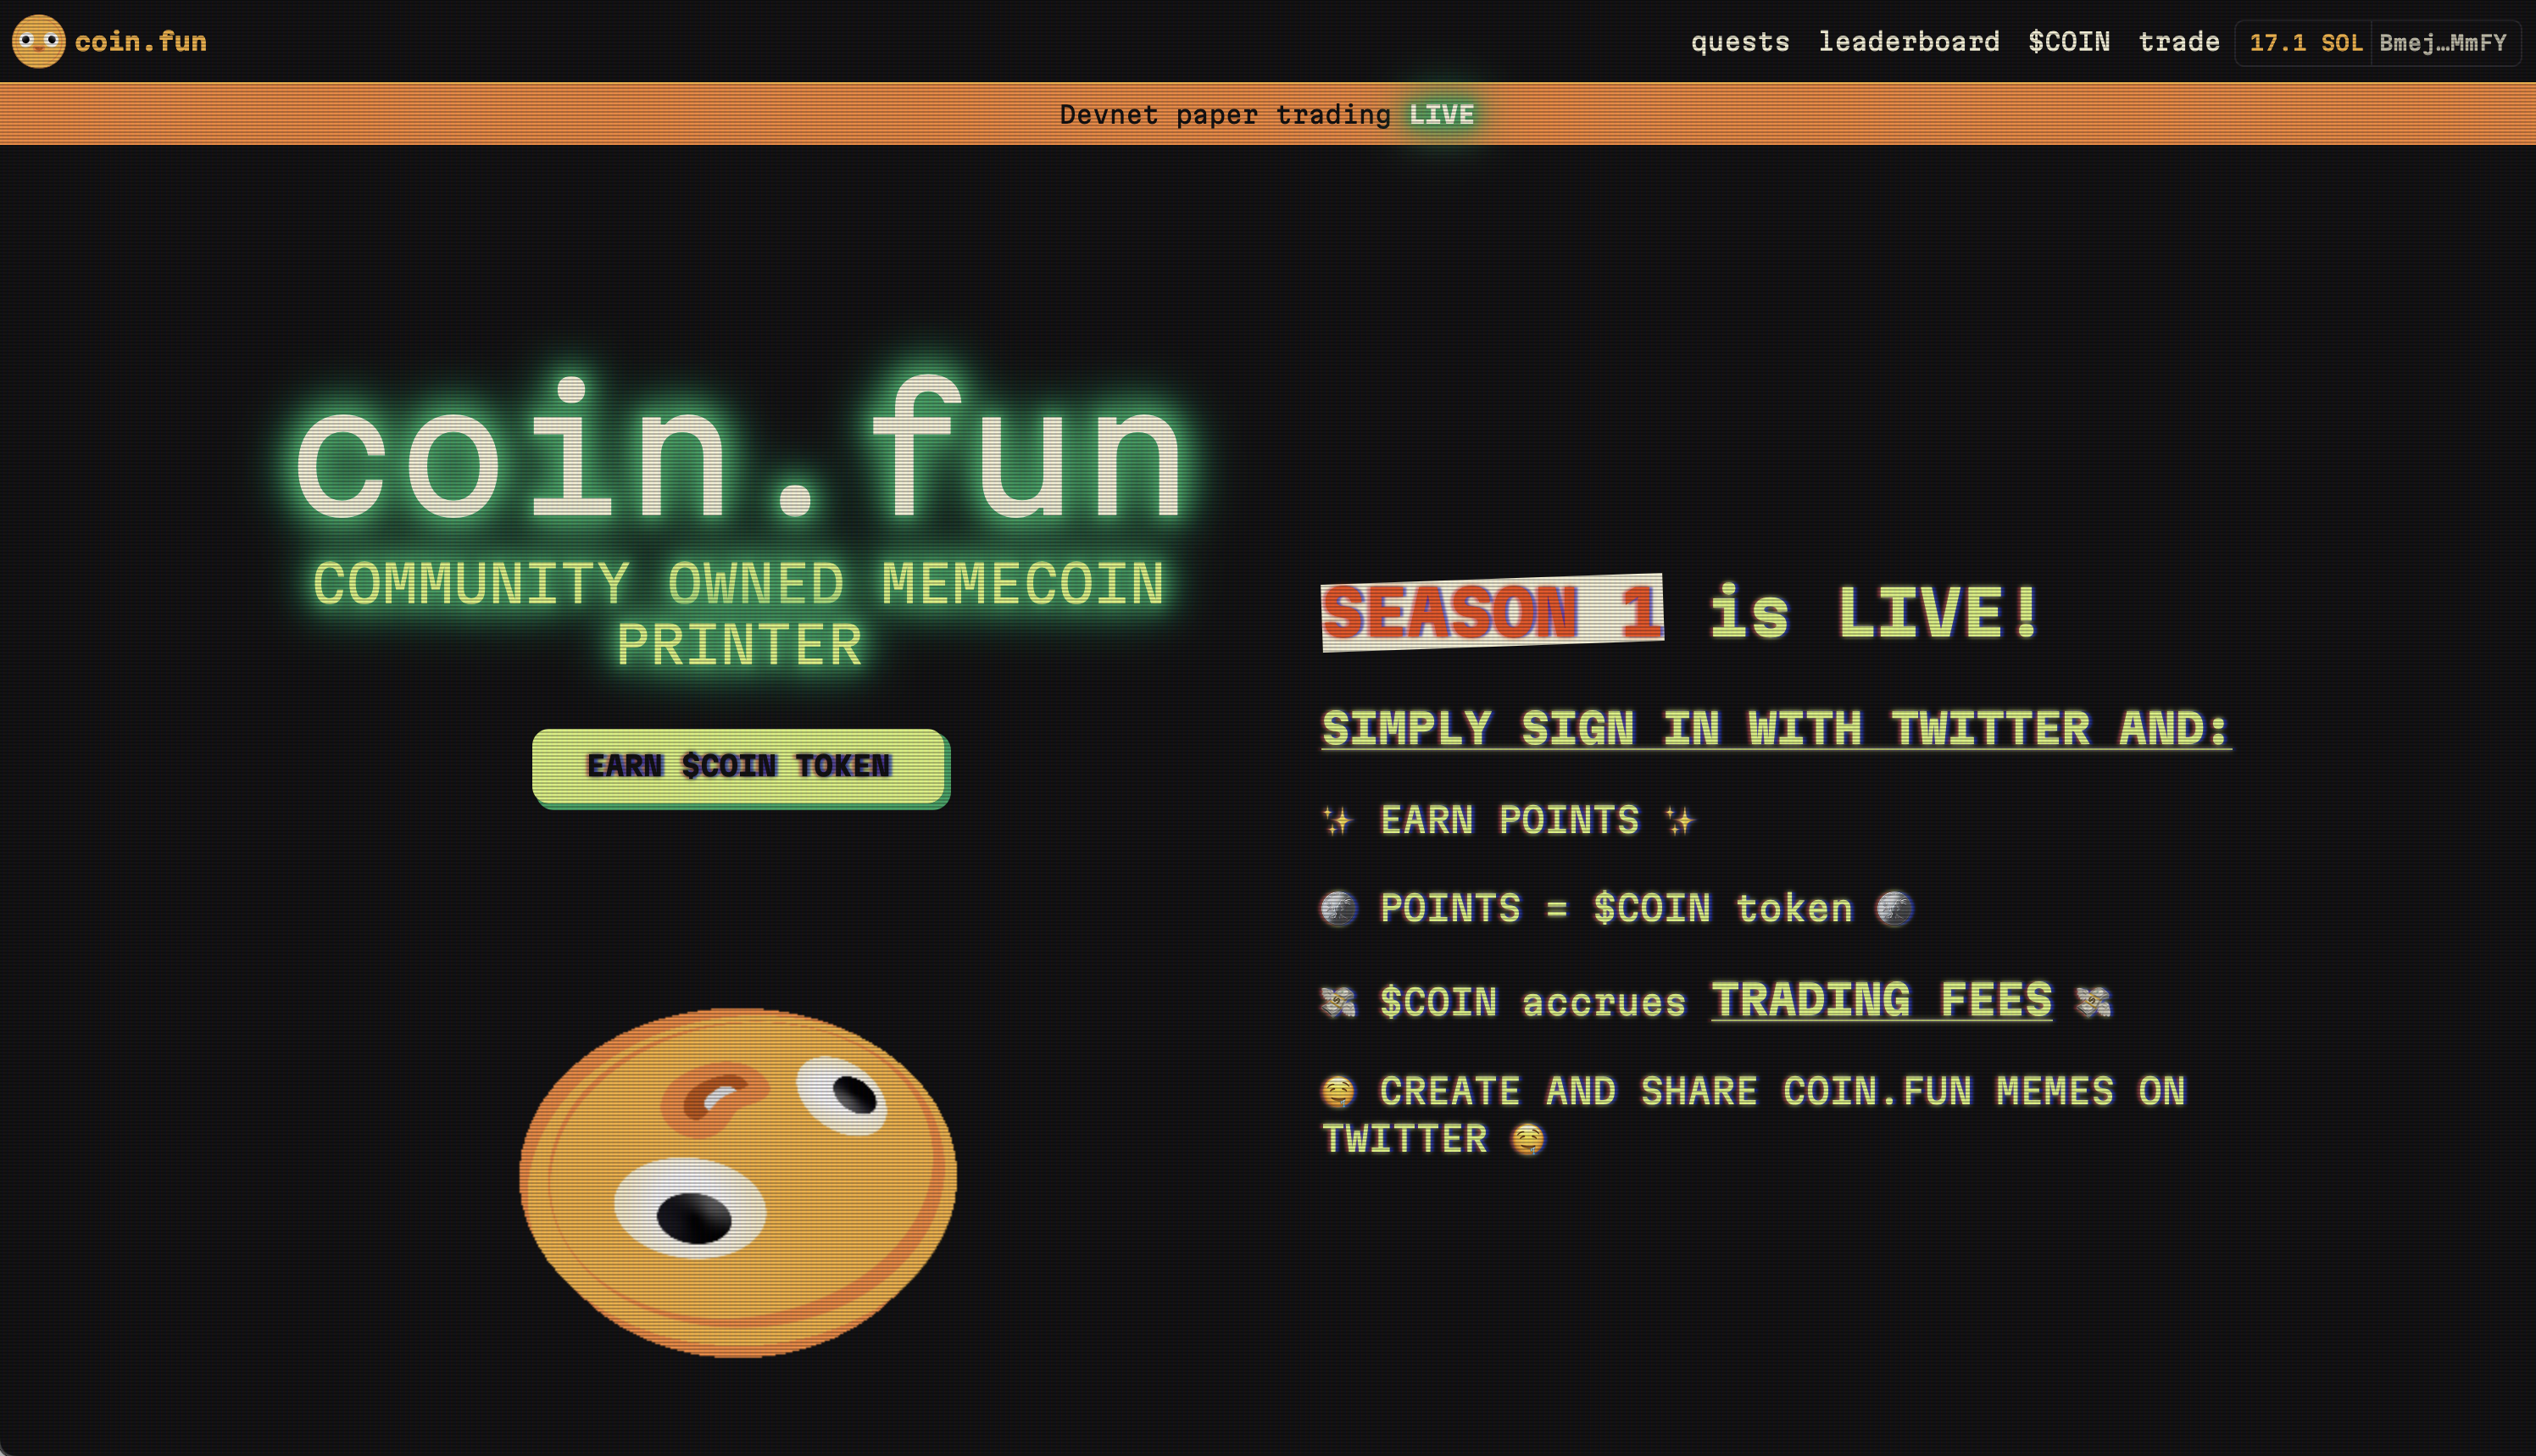 coin.fun
quests leaderboard $COIN trade 17.1 SOL Bmej…MmFY
Devnet paper trading LIVE
coin.fun
COMMUNITY OWNED MEMECOIN
PRINTER
EARN $COIN TOKEN
SEASON 1 is LIVE!
SIMPLY SIGN IN WITH TWITTER AND:
✨ EARN POINTS ✨
🌕 POINTS = $COIN token 🌕
💸 $COIN accrues TRADING FEES 💸
🤤 CREATE AND SHARE COIN.FUN MEMES ON
TWITTER 🤤